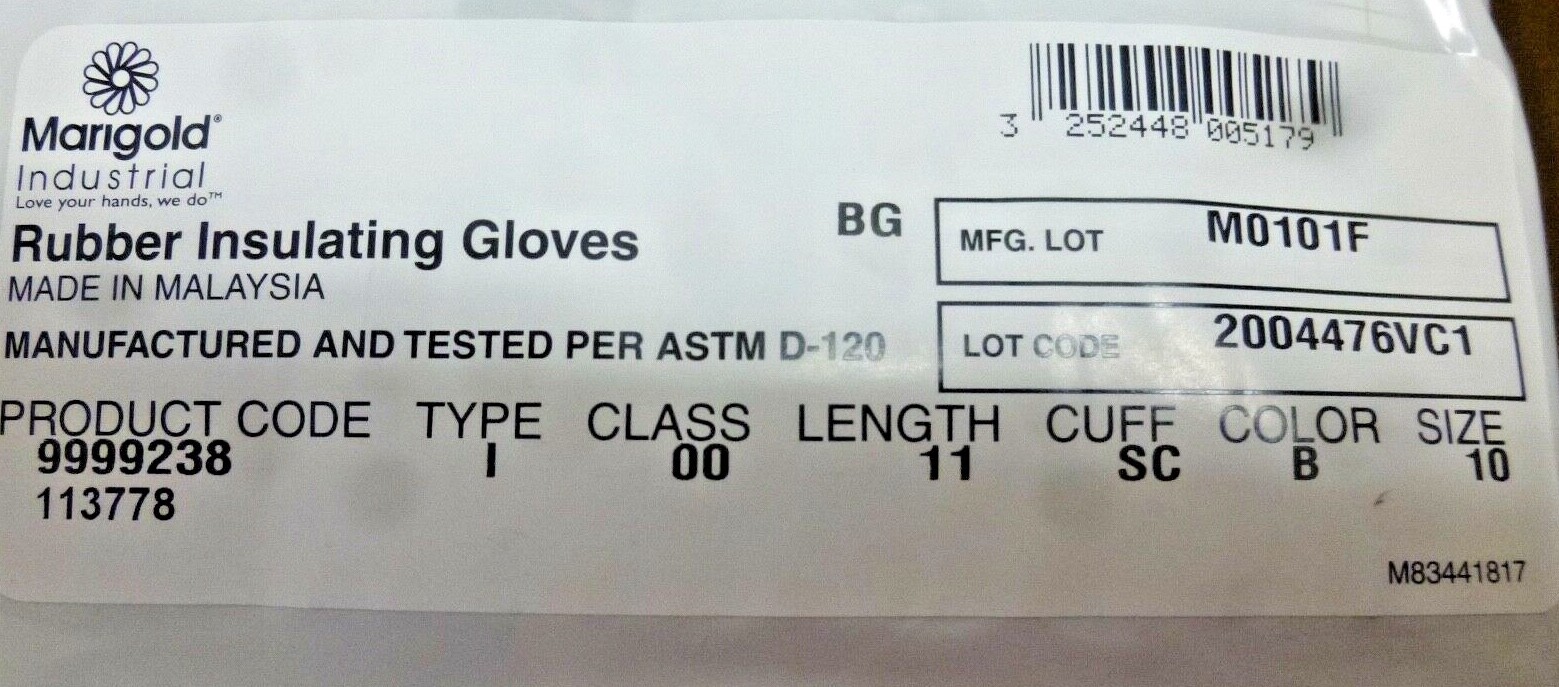 Marigold®
Industrial
Love your hands, we do™
3 252448 005179
Rubber Insulating Gloves
BG
MFG. LOT M0101F
MADE IN MALAYSIA
MANUFACTURED AND TESTED PER ASTM D-120
LOT CODE 2004476VC1
PRODUCT CODE TYPE CLASS LENGTH CUFF COLOR SIZE
9999238 I 00 11 SC B 10
113778
M83441817